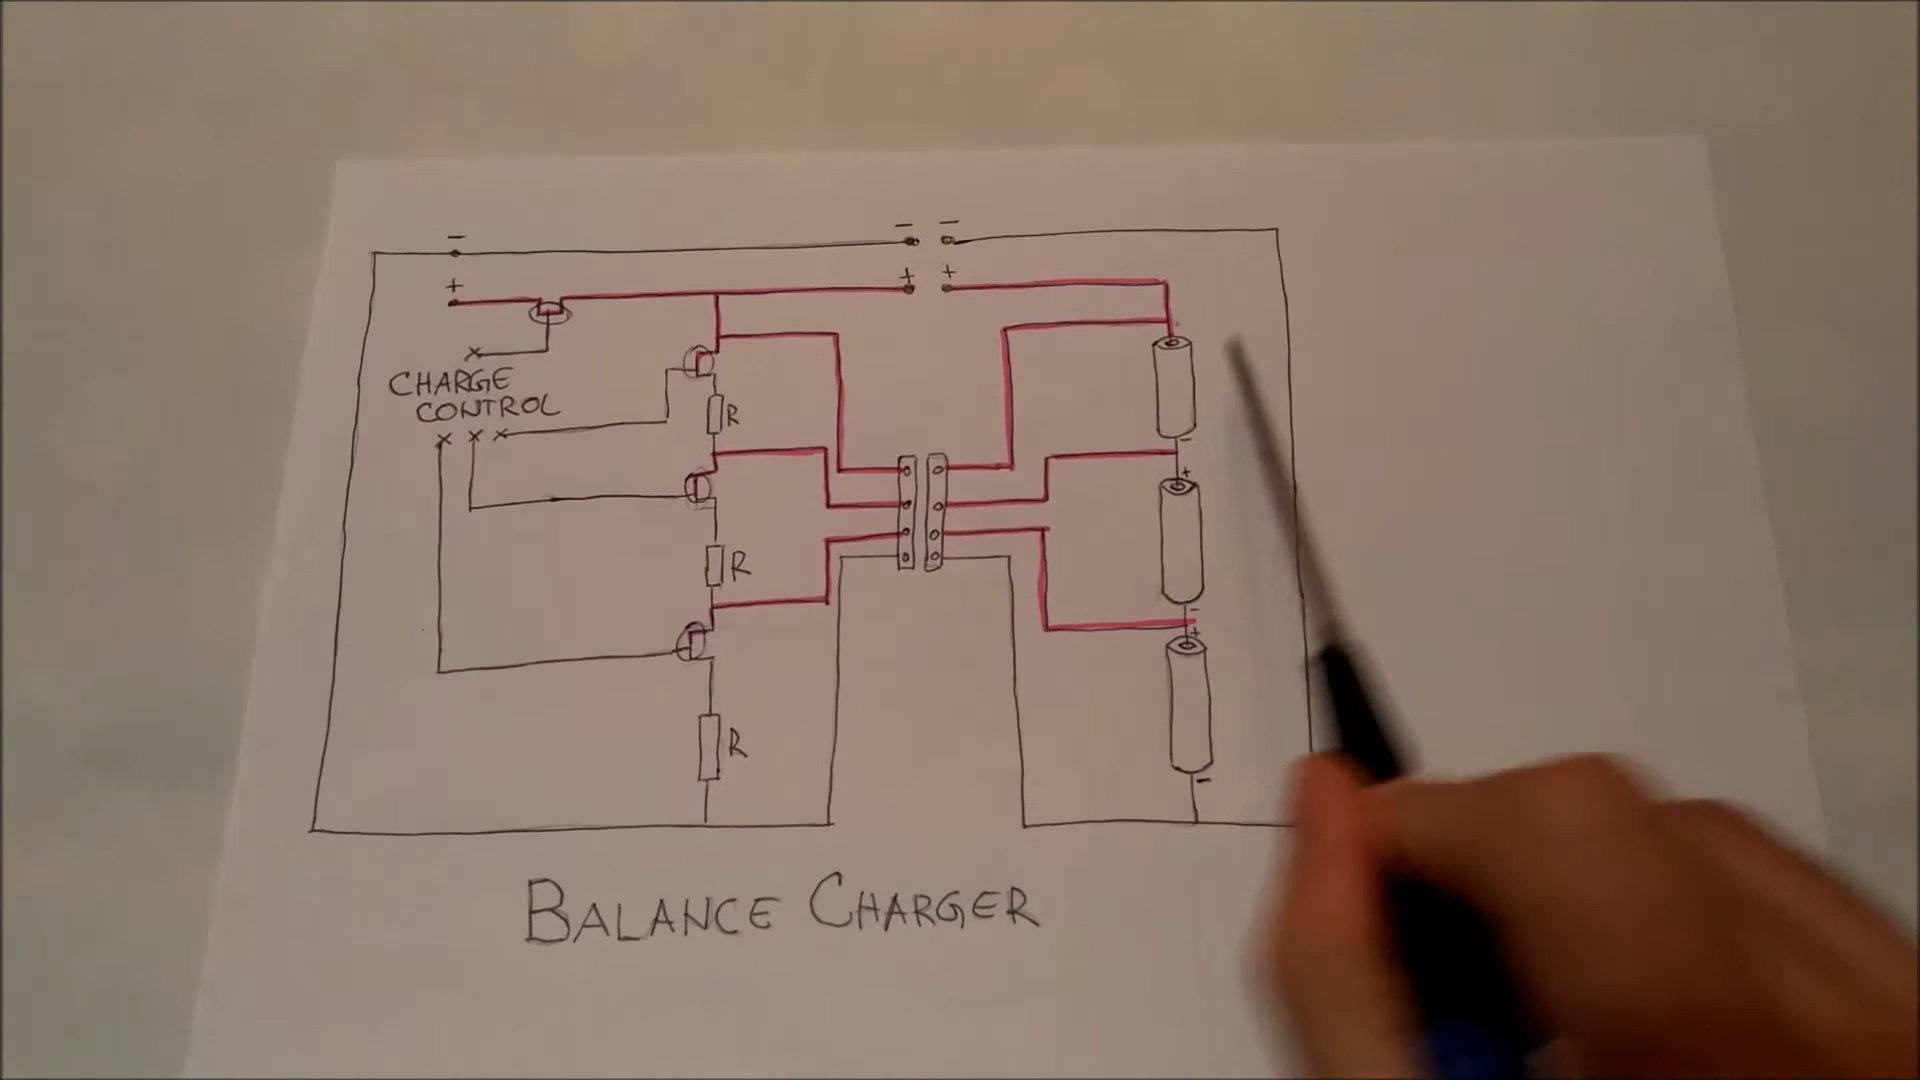 - - -
+ + +
CHARGE
CONTROL
R
-
+
R
-
+
R
-
BALANCE CHARGER